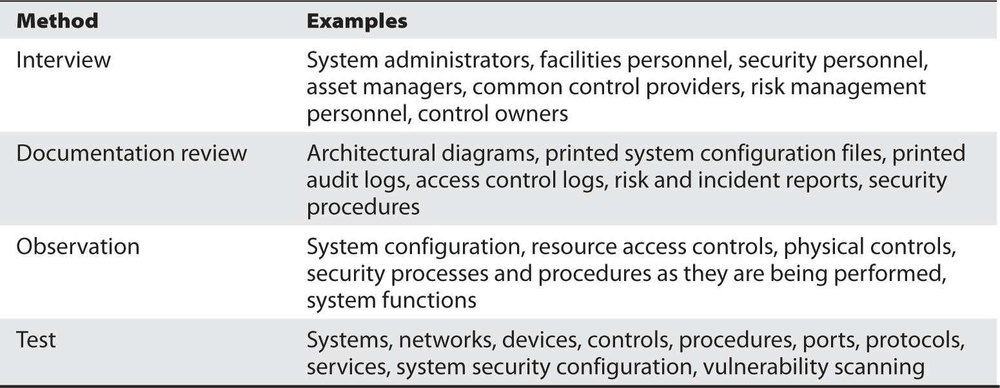 Method Examples
Interview System administrators, facilities personnel, security personnel,
asset managers, common control providers, risk management
personnel, control owners
Documentation review Architectural diagrams, printed system configuration files, printed
audit logs, access control logs, risk and incident reports, security
procedures
Observation System configuration, resource access controls, physical controls,
security processes and procedures as they are being performed,
system functions
Test Systems, networks, devices, controls, procedures, ports, protocols,
services, system security configuration, vulnerability scanning